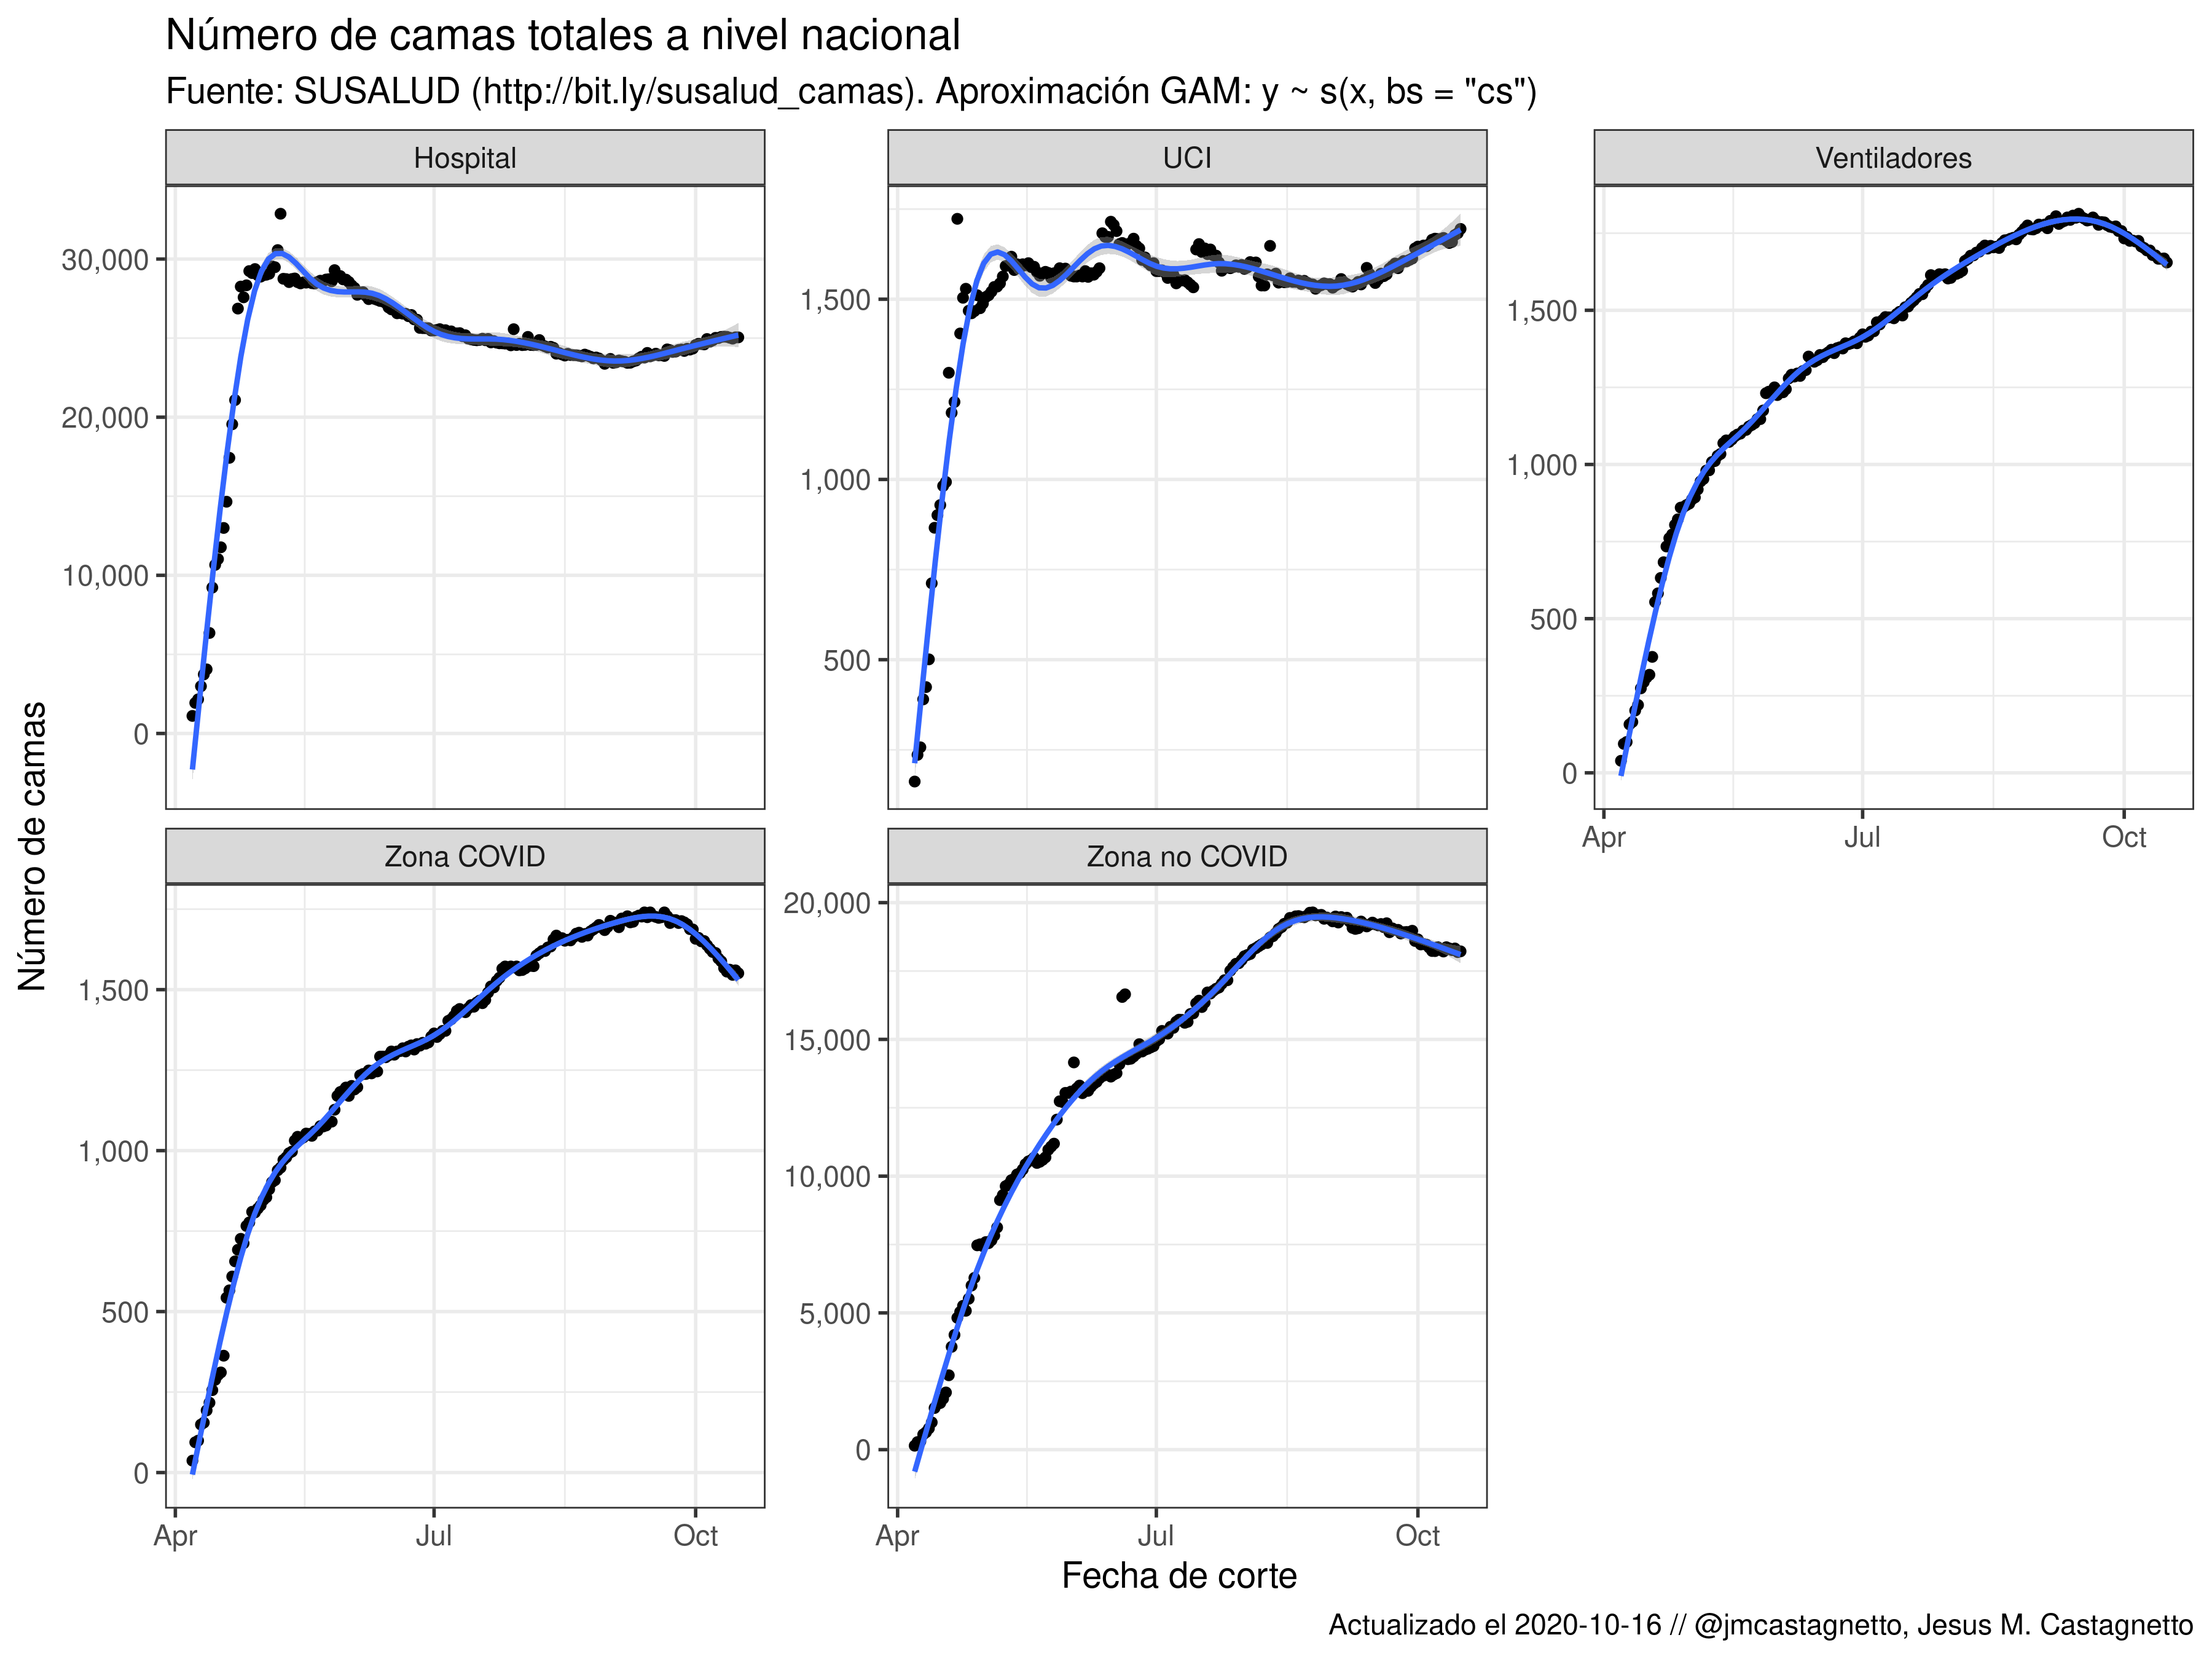 Número de camas totales a nivel nacional
Fuente: SUSALUD (http://bit.ly/susalud_camas). Aproximación GAM: y ~ s(x, bs = "cs")
Hospital
UCI
Ventiladores
30,000
20,000
10,000
0
1,500
1,000
500
1,500
1,000
500
0
Apr
Jul
Oct
Número de camas
Zona COVID
Zona no COVID
1,500
1,000
500
0
20,000
15,000
10,000
5,000
0
Apr
Jul
Oct
Apr
Jul
Oct
Fecha de corte
Actualizado el 2020-10-16 // @jmcastagnetto, Jesus M. Castagnetto